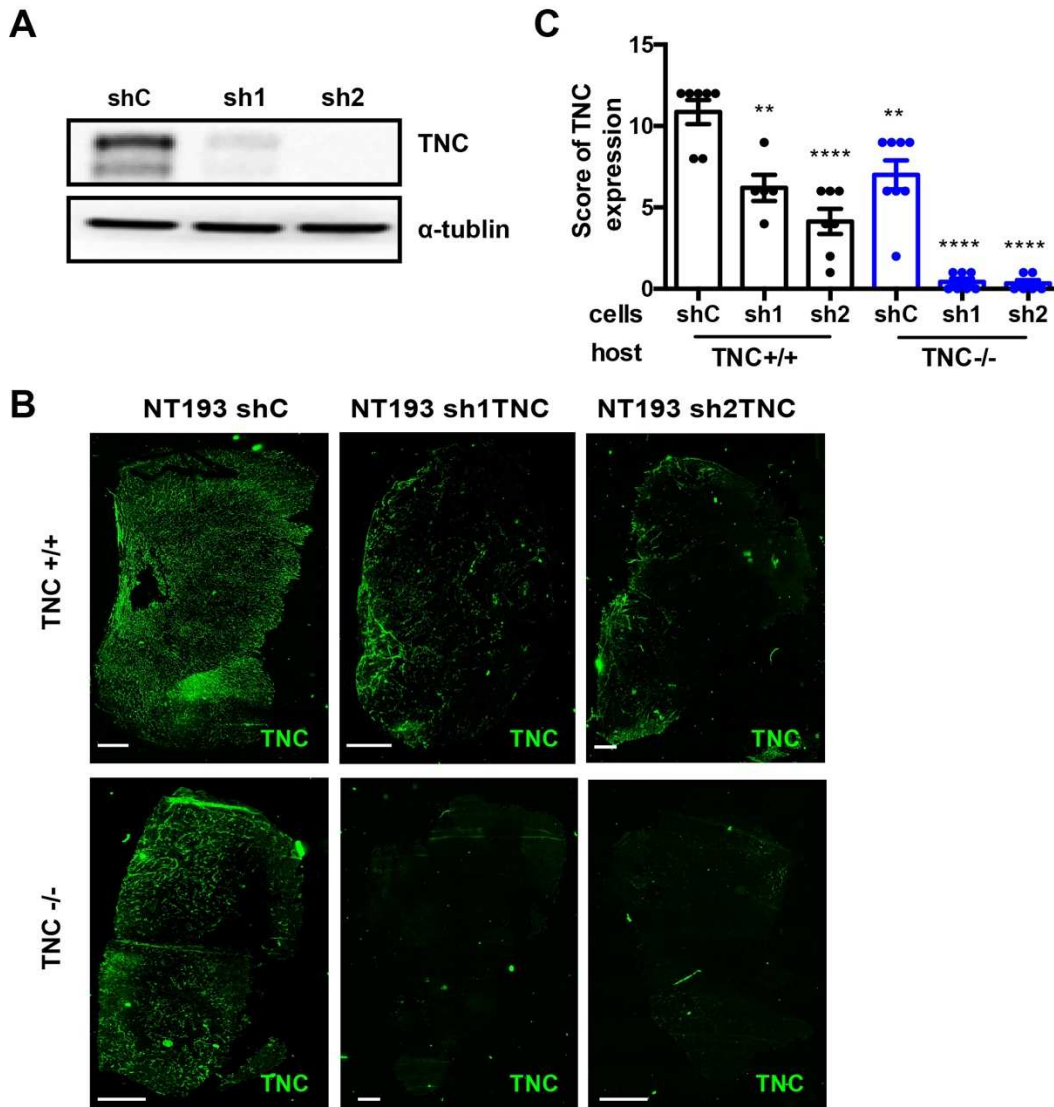 A
shC sh1 sh2
TNC
α-tublin
C
Score of TNC
expression
15
10
5
0
** **** ** **** ****
cells shC sh1 sh2 shC sh1 sh2
host TNC+/+ TNC-/-
B
NT193 shC NT193 sh1TNC NT193 sh2TNC
TNC +/+
TNC TNC TNC
TNC -/-
TNC TNC TNC